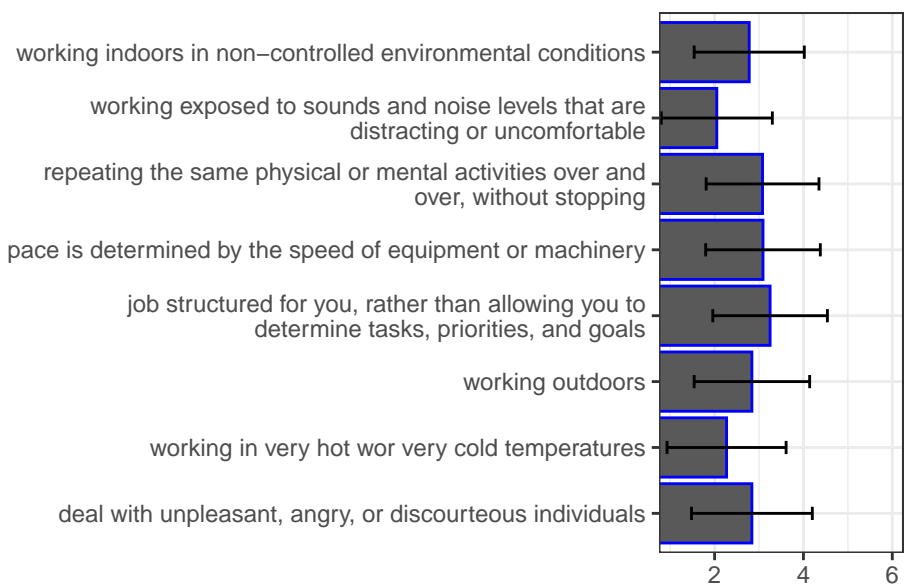 working indoors in non−controlled environmental conditions
working exposed to sounds and noise levels that are
distracting or uncomfortable
repeating the same physical or mental activities over and
over, without stopping
pace is determined by the speed of equipment or machinery
job structured for you, rather than allowing you to
determine tasks, priorities, and goals
working outdoors
working in very hot wor very cold temperatures
deal with unpleasant, angry, or discourteous individuals
2 4 6